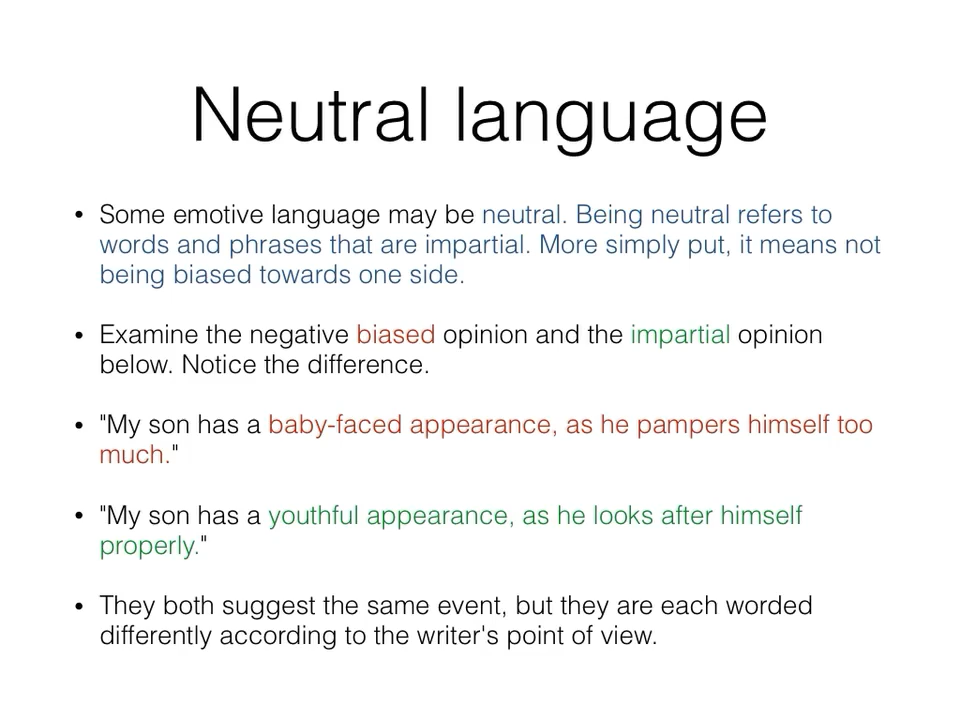 Neutral language
• Some emotive language may be neutral. Being neutral refers to
words and phrases that are impartial. More simply put, it means not
being biased towards one side.
• Examine the negative biased opinion and the impartial opinion
below. Notice the difference.
• "My son has a baby-faced appearance, as he pampers himself too
much."
• "My son has a youthful appearance, as he looks after himself
properly."
• They both suggest the same event, but they are each worded
differently according to the writer's point of view.